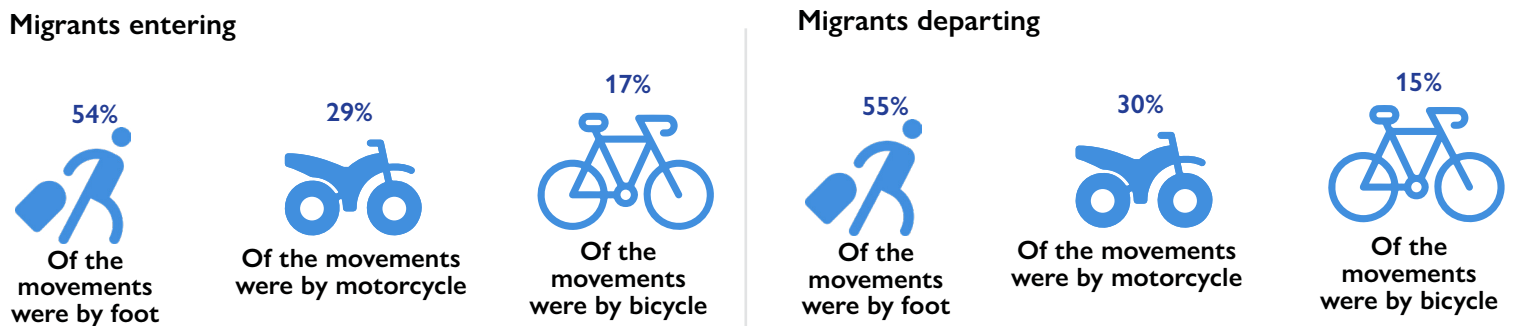 Migrants entering
54%
Of the
movements
were by foot
29%
Of the movements
were by motorcycle
17%
Of the
movements
were by bicycle
Migrants departing
55%
Of the
movements
were by foot
30%
Of the movements
were by motorcycle
15%
Of the
movements
were by bicycle